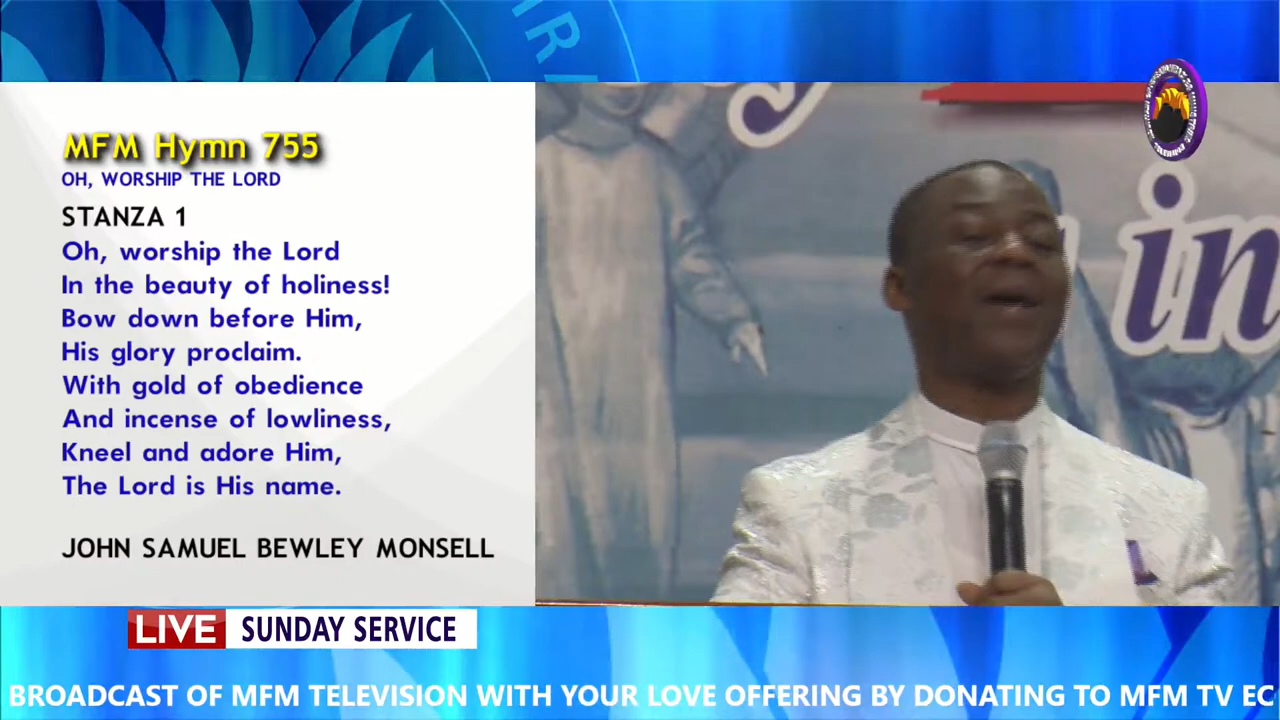 MFM Hymn 755
OH, WORSHIP THE LORD
STANZA 1
Oh, worship the Lord
In the beauty of holiness!
Bow down before Him,
His glory proclaim.
With gold of obedience
And incense of lowliness,
Kneel and adore Him,
The Lord is His name.
JOHN SAMUEL BEWLEY MONSELL
in
LIVE SUNDAY SERVICE
BROADCAST OF MFM TELEVISION WITH YOUR LOVE OFFERING BY DONATING TO MFM TV EC